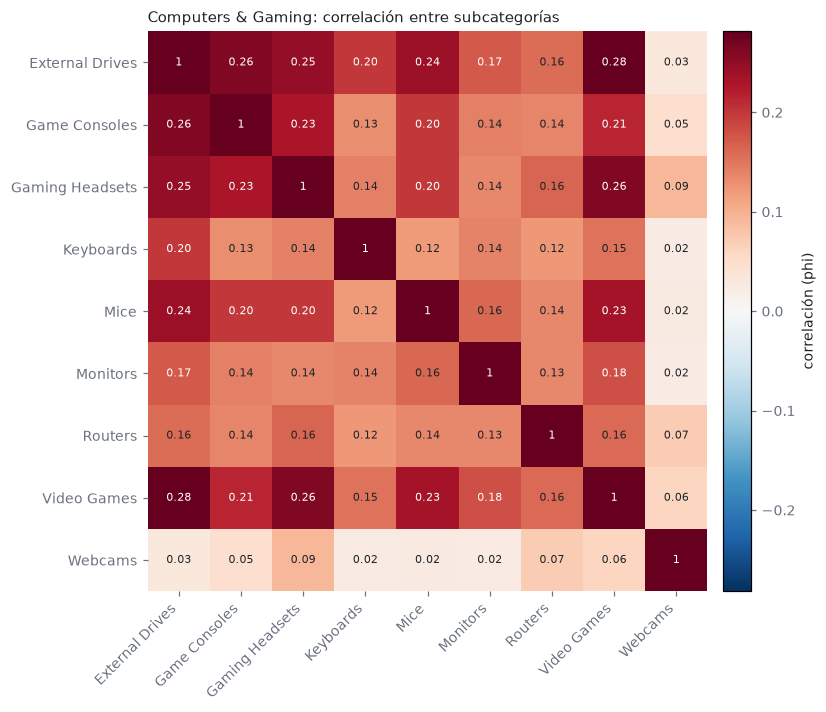 Computers & Gaming: correlación entre subcategorías
External Drives 1 0.26 0.25 0.20 0.24 0.17 0.16 0.28 0.03
Game Consoles 0.26 1 0.23 0.13 0.20 0.14 0.14 0.21 0.05
Gaming Headsets 0.25 0.23 1 0.14 0.20 0.14 0.16 0.26 0.09
Keyboards 0.20 0.13 0.14 1 0.12 0.14 0.12 0.15 0.02
Mice 0.24 0.20 0.20 0.12 1 0.16 0.14 0.23 0.02
Monitors 0.17 0.14 0.14 0.14 0.16 1 0.13 0.18 0.02
Routers 0.16 0.14 0.16 0.12 0.14 0.13 1 0.16 0.07
Video Games 0.28 0.21 0.26 0.15 0.23 0.18 0.16 1 0.06
Webcams 0.03 0.05 0.09 0.02 0.02 0.02 0.07 0.06 1
External Drives
Game Consoles
Gaming Headsets
Keyboards
Mice
Monitors
Routers
Video Games
Webcams
0.2
0.1
0.0
−0.1
−0.2
correlación (phi)